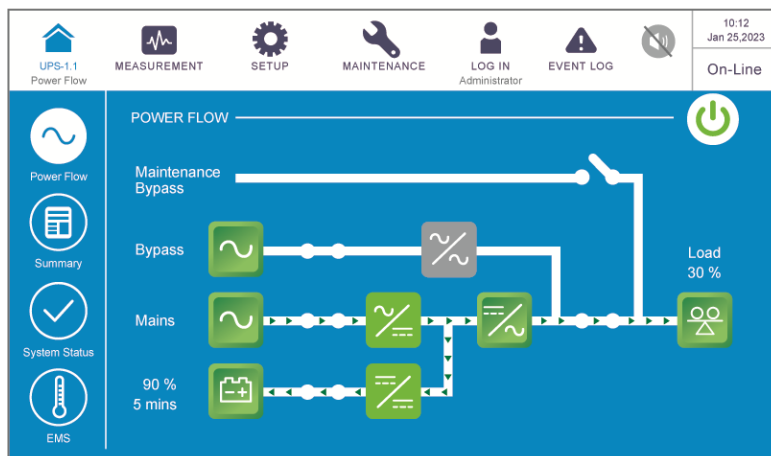 10:12
Jan 25,2023
UPS-1.1
Power Flow
MEASUREMENT
SETUP
MAINTENANCE
LOG IN
Administrator
EVENT LOG
On-Line
POWER FLOW
Power Flow
Maintenance
Bypass
Bypass
Summary
Load
30 %
Mains
System Status
90 %
5 mins
EMS